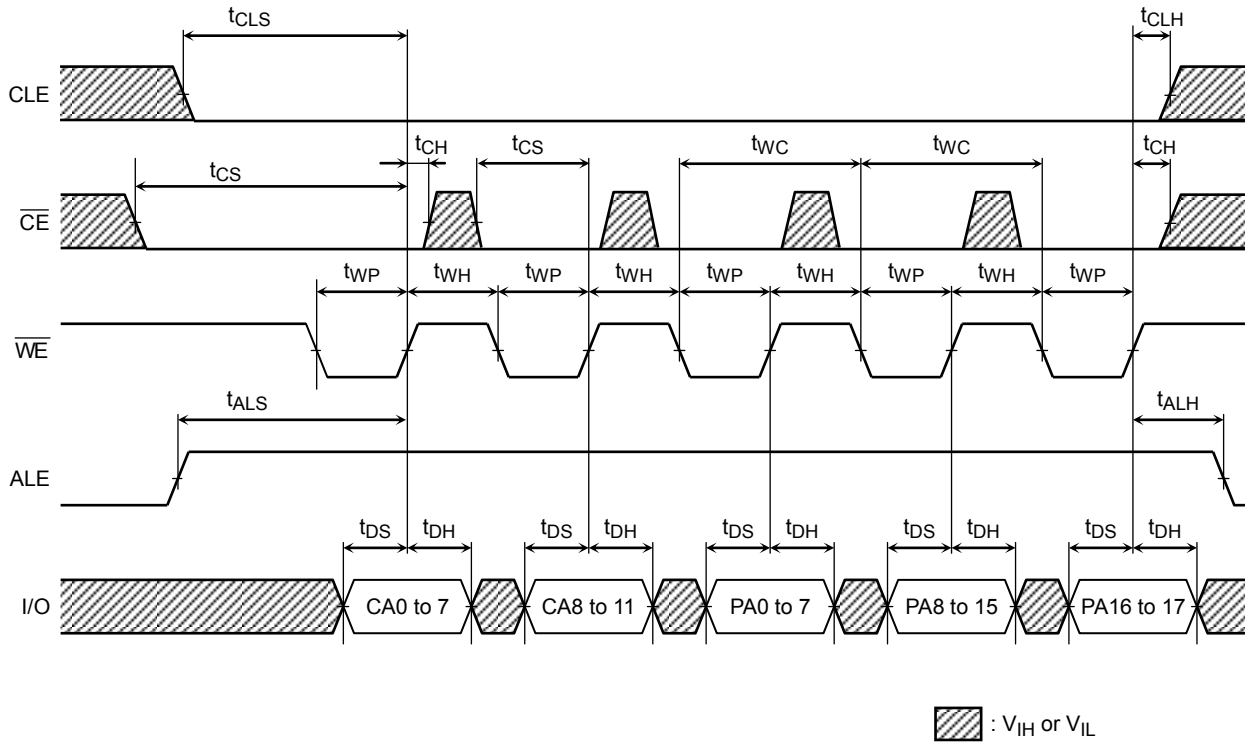 tCLS tCLH
CLE
tCH tCS tWC tWC tCH
tCS
CE
tWP tWH tWP tWH tWP tWH tWP tWH tWP
WE
tALS tALH
ALE
tDS tDH tDS tDH tDS tDH tDS tDH tDS tDH
I/O CA0 to 7 CA8 to 11 PA0 to 7 PA8 to 15 PA16 to 17
: VIH or VIL